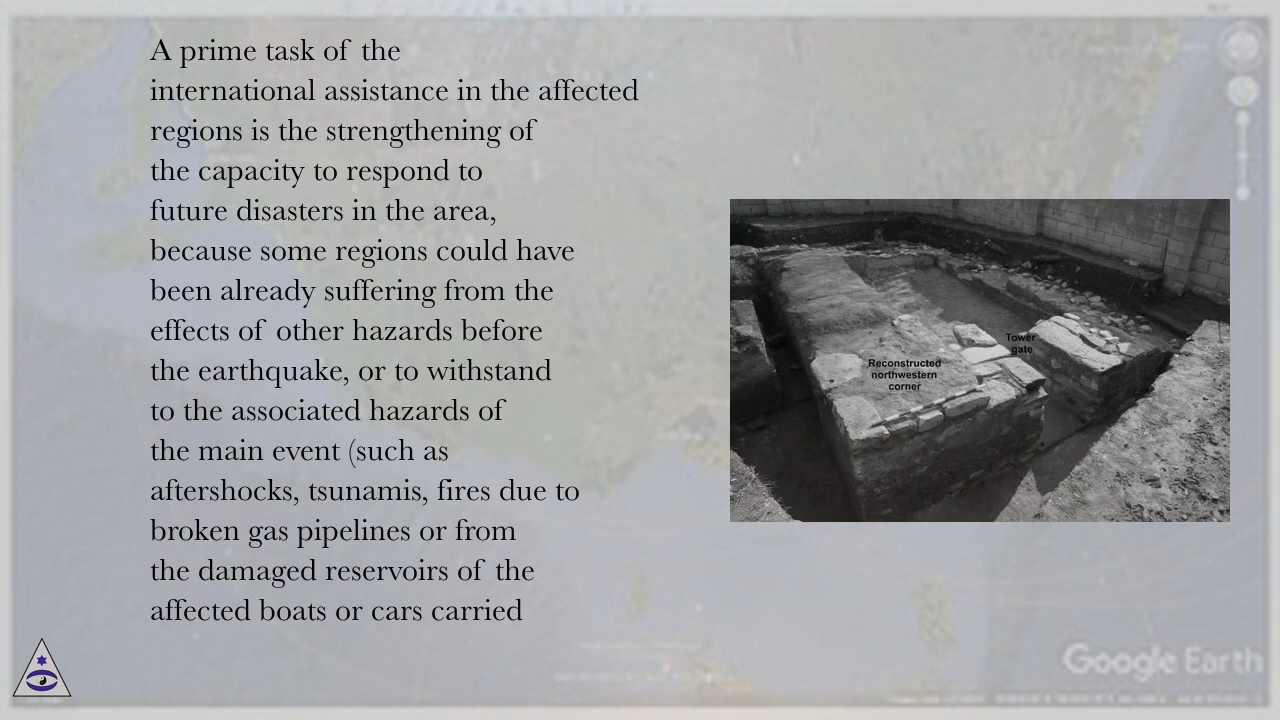 A prime task of the
international assistance in the affected
regions is the strengthening of
the capacity to respond to
future disasters in the area,
because some regions could have
been already suffering from the
effects of other hazards before
the earthquake, or to withstand
to the associated hazards of
the main event (such as
aftershocks, tsunamis, fires due to
broken gas pipelines or from
the damaged reservoirs of the
affected boats or cars carried
Tower
gate
Reconstructed
northwestern
corner
Google Earth